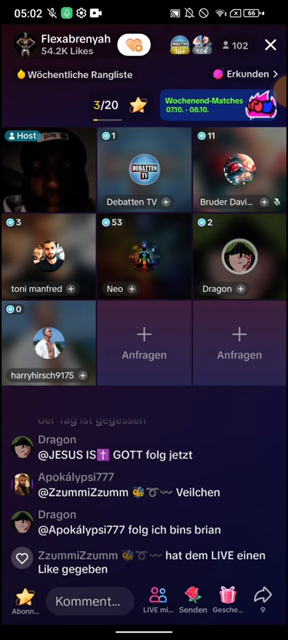 05:02
66
Flexabrenyah
54.2K Likes
102
Wöchentliche Rangliste
Erkunden >
3/20
Wochenend-Matches
07.10. - 08.10.
Host
1
11
DEBATTEN
TV
Debatten TV +
Bruder Davi... +
3
53
2
toni manfred +
Neo +
Dragon +
0
harryhirsch9175 +
+
Anfragen
+
Anfragen
der Tag ist gegessen
Dragon
@JESUS IS✝️ GOTT folg jetzt
Apokálypsi777
@ZzummiZzumm 🐝➰〰️ Veilchen
Dragon
@Apokálypsi777 folg ich bins brian
ZzummiZzumm 🐝➰〰️ hat dem LIVE einen
Like gegeben
Komment...
Abonn...
LIVE mi...
Senden
Gesche...
9